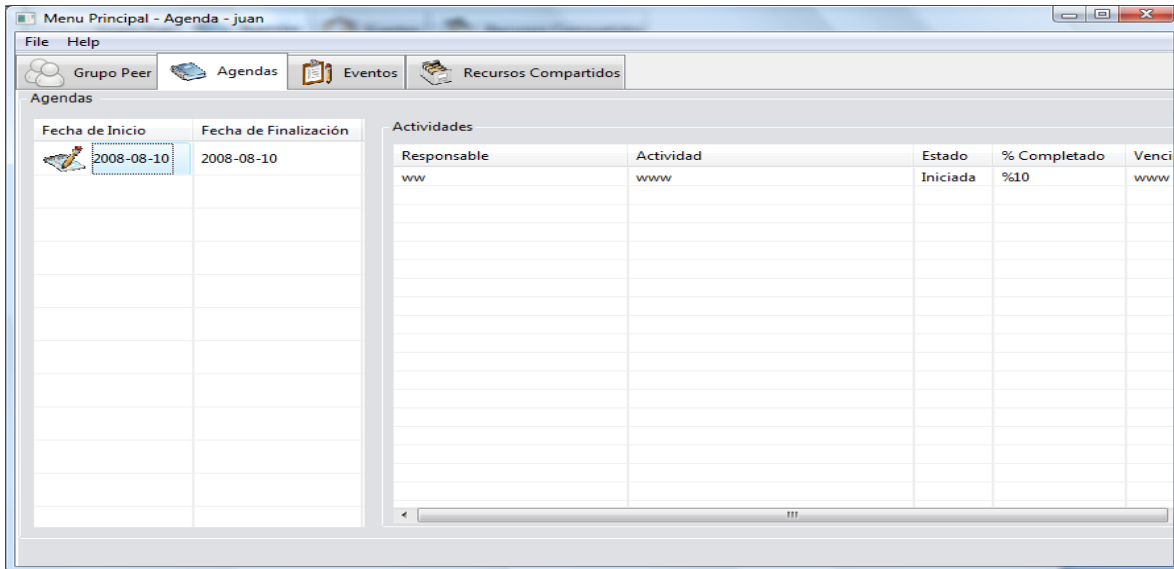 Menu Principal - Agenda - juan
File Help
Grupo Peer Agendas Eventos Recursos Compartidos
Agendas
Fecha de Inicio Fecha de Finalización
2008-08-10 2008-08-10
Actividades
Responsable Actividad Estado % Completado Venci
ww www Iniciada %10 www